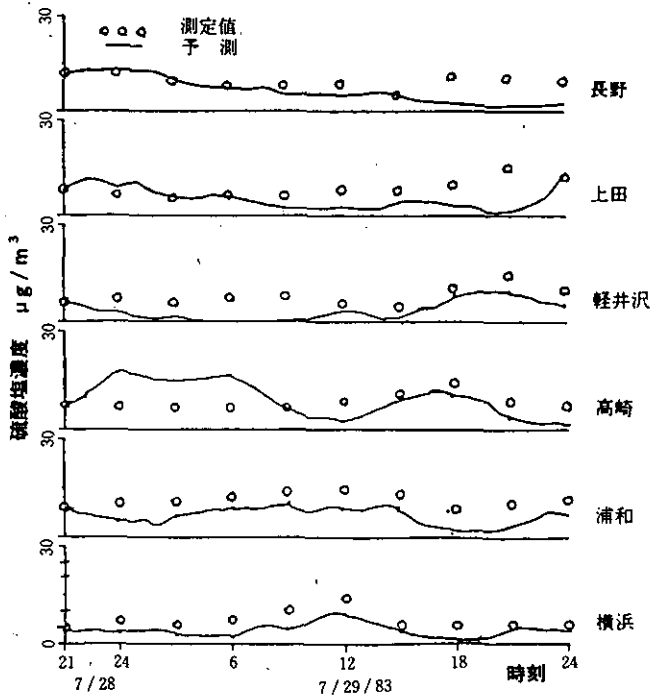 30
○ ○ ○ 測定値
予 測
長野
30
上田
30
軽井沢
30
高崎
30
浦和
30
横浜
0
硫酸塩濃度 μg/m³
21 24 6 12 18 24
時刻
7/28 7/29/83